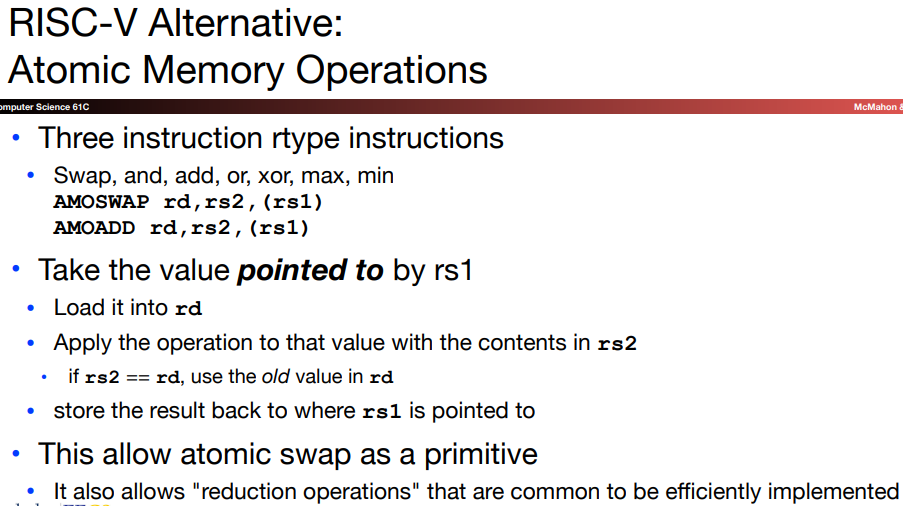 RISC-V Alternative:
Atomic Memory Operations
omputer Science 61C
McMahon &
• Three instruction rtype instructions
• Swap, and, add, or, xor, max, min
AMOSWAP rd,rs2,(rs1)
AMOADD rd,rs2,(rs1)
• Take the value pointed to by rs1
• Load it into rd
• Apply the operation to that value with the contents in rs2
• if rs2 == rd, use the old value in rd
• store the result back to where rs1 is pointed to
• This allow atomic swap as a primitive
• It also allows "reduction operations" that are common to be efficiently implemented